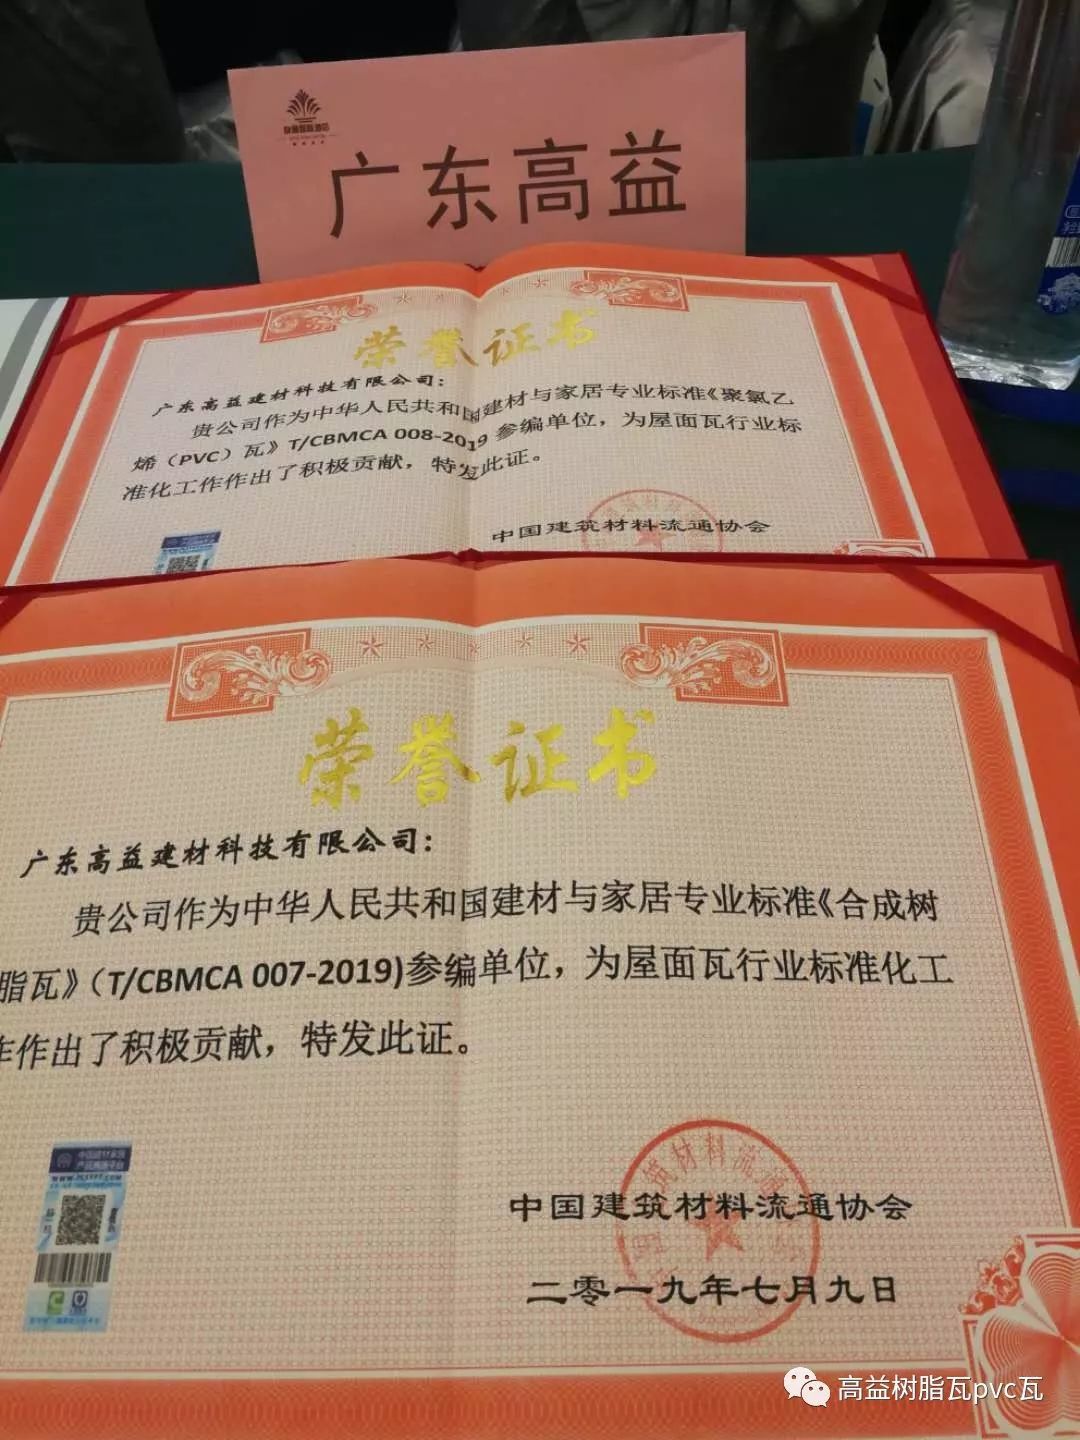 广东高益
荣誉证书
广东高益建材科技有限公司：
贵公司作为中华人民共和国建材与家居专业标准《聚氯乙
烯（PVC）瓦》T/CBMCA 008-2019 参编单位，为屋面瓦行业标
准化工作作出了积极贡献，特发此证。
中国建筑材料流通协会
荣誉证书
广东高益建材科技有限公司：
贵公司作为中华人民共和国建材与家居专业标准《合成树
脂瓦》（T/CBMCA 007-2019)参编单位，为屋面瓦行业标准化工
作作出了积极贡献，特发此证。
中国建筑材料流通协会
二零一九年七月九日
高益树脂瓦pvc瓦